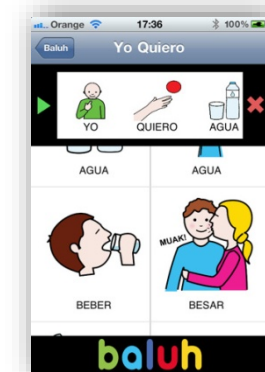 Orange 17:36 100%
Baluh Yo Quiero
YO QUIERO AGUA
AGUA AGUA
MUAK!
BEBER BESAR
baluh